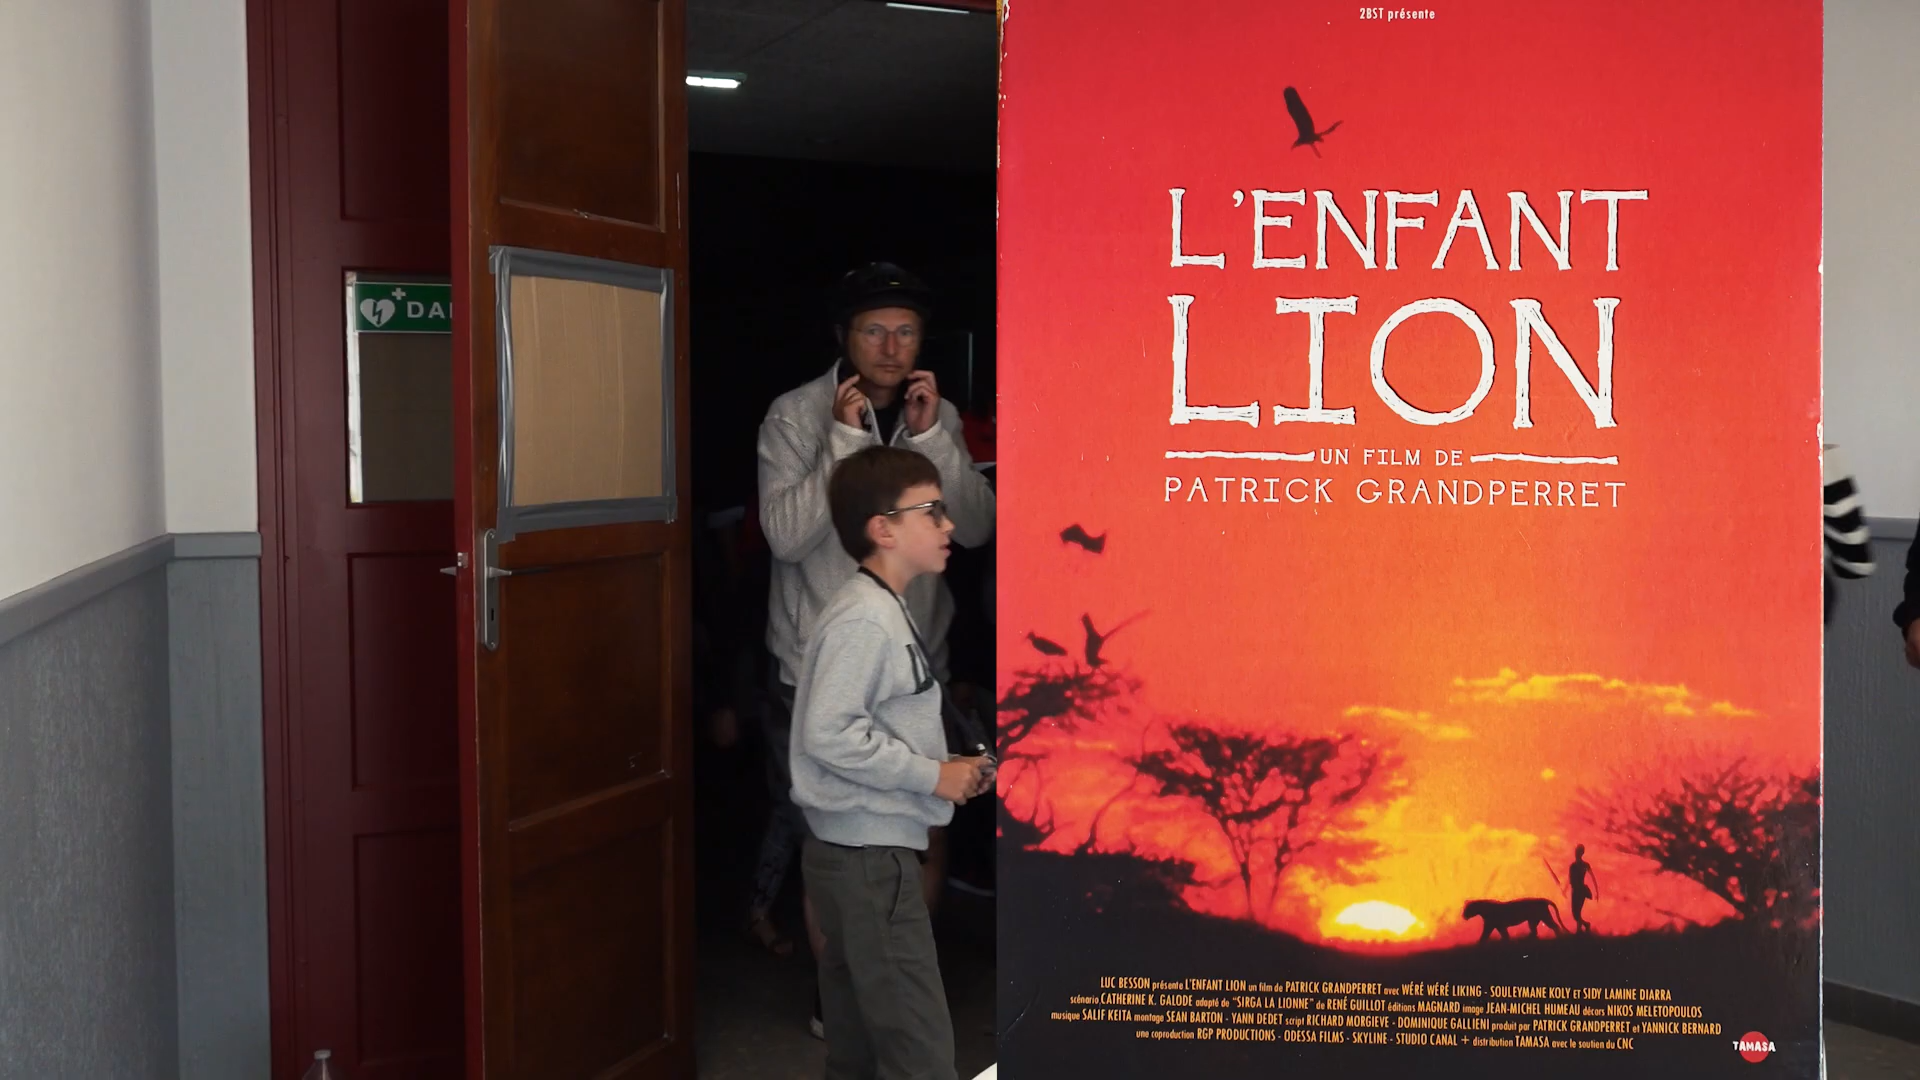 DA
2BST présente
L'ENFANT
LION
UN FILM DE
PATRICK GRANDPERRET
LUC BESSON présente L'ENFANT LION un film de PATRICK GRANDPERRET avec WÉRÉ WÉRÉ LIKING - SOULEYMANE KOLY ET SIDY LAMINE DIARRA
scénario CATHERINE K. GALODE adapté de "SIRGA LA LIONNE" de RENÉ GUILLOT éditions MAGNARD image JEAN-MICHEL HUMEAU décors NIKOS MELETOPOULOS
musique SALIF KEITA montage SEAN BARTON - YANN DEDET script RICHARD MORGIEVE - DOMINIQUE GALLIENI produit par PATRICK GRANDPERRET et YANNICK BERNARD
une coproduction RGP PRODUCTIONS - ODESSA FILMS - SKYLINE - STUDIO CANAL + distribution TAMASA avec le soutien du CNC
TAMASA